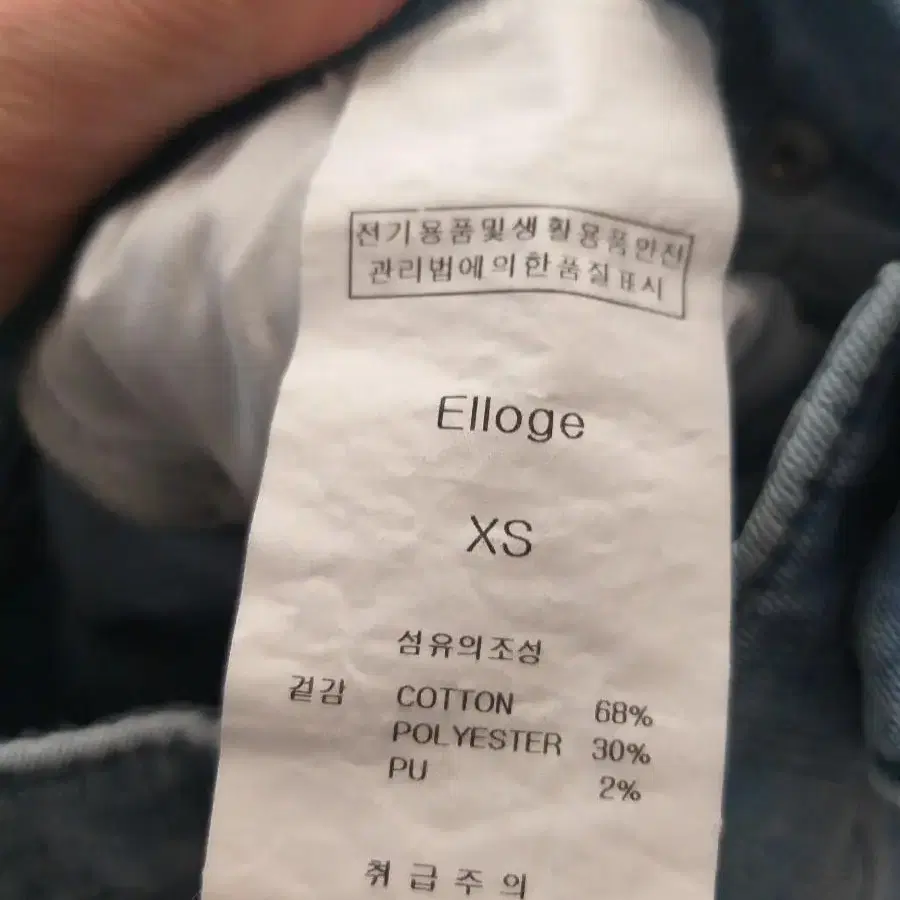 전기용품및생활용품안전
관리법에의한품질표시
Elloge
XS
섬유의조성
겉감 COTTON 68%
POLYESTER 30%
PU 2%
취급주의